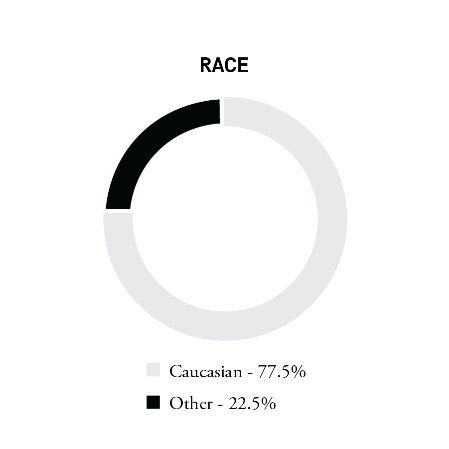 RACE
Caucasian - 77.5%
Other - 22.5%